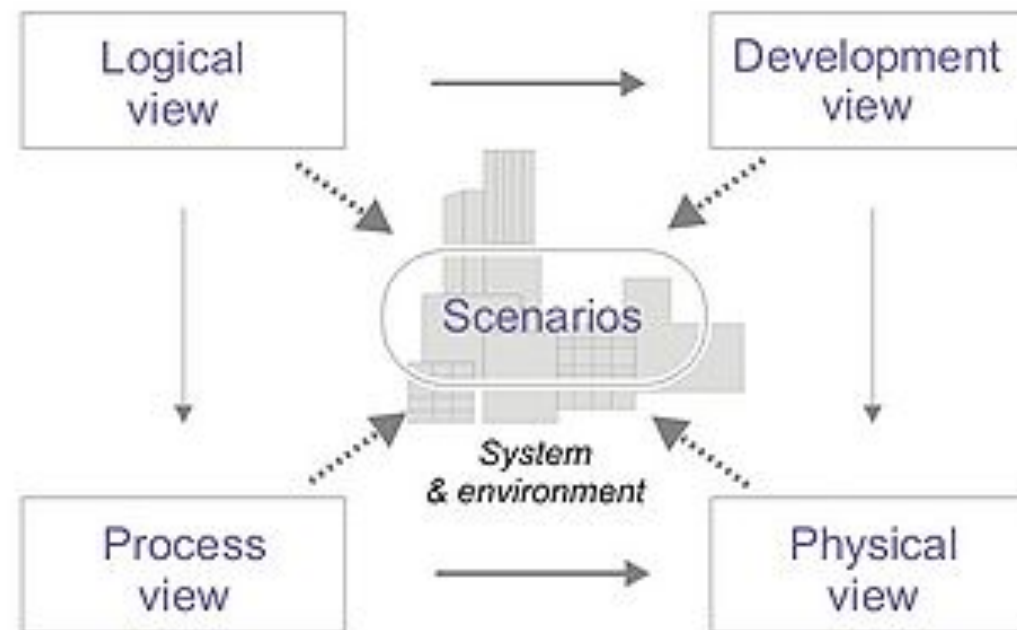 Logical
view
Development
view
Scenarios
System
& environment
Process
view
Physical
view